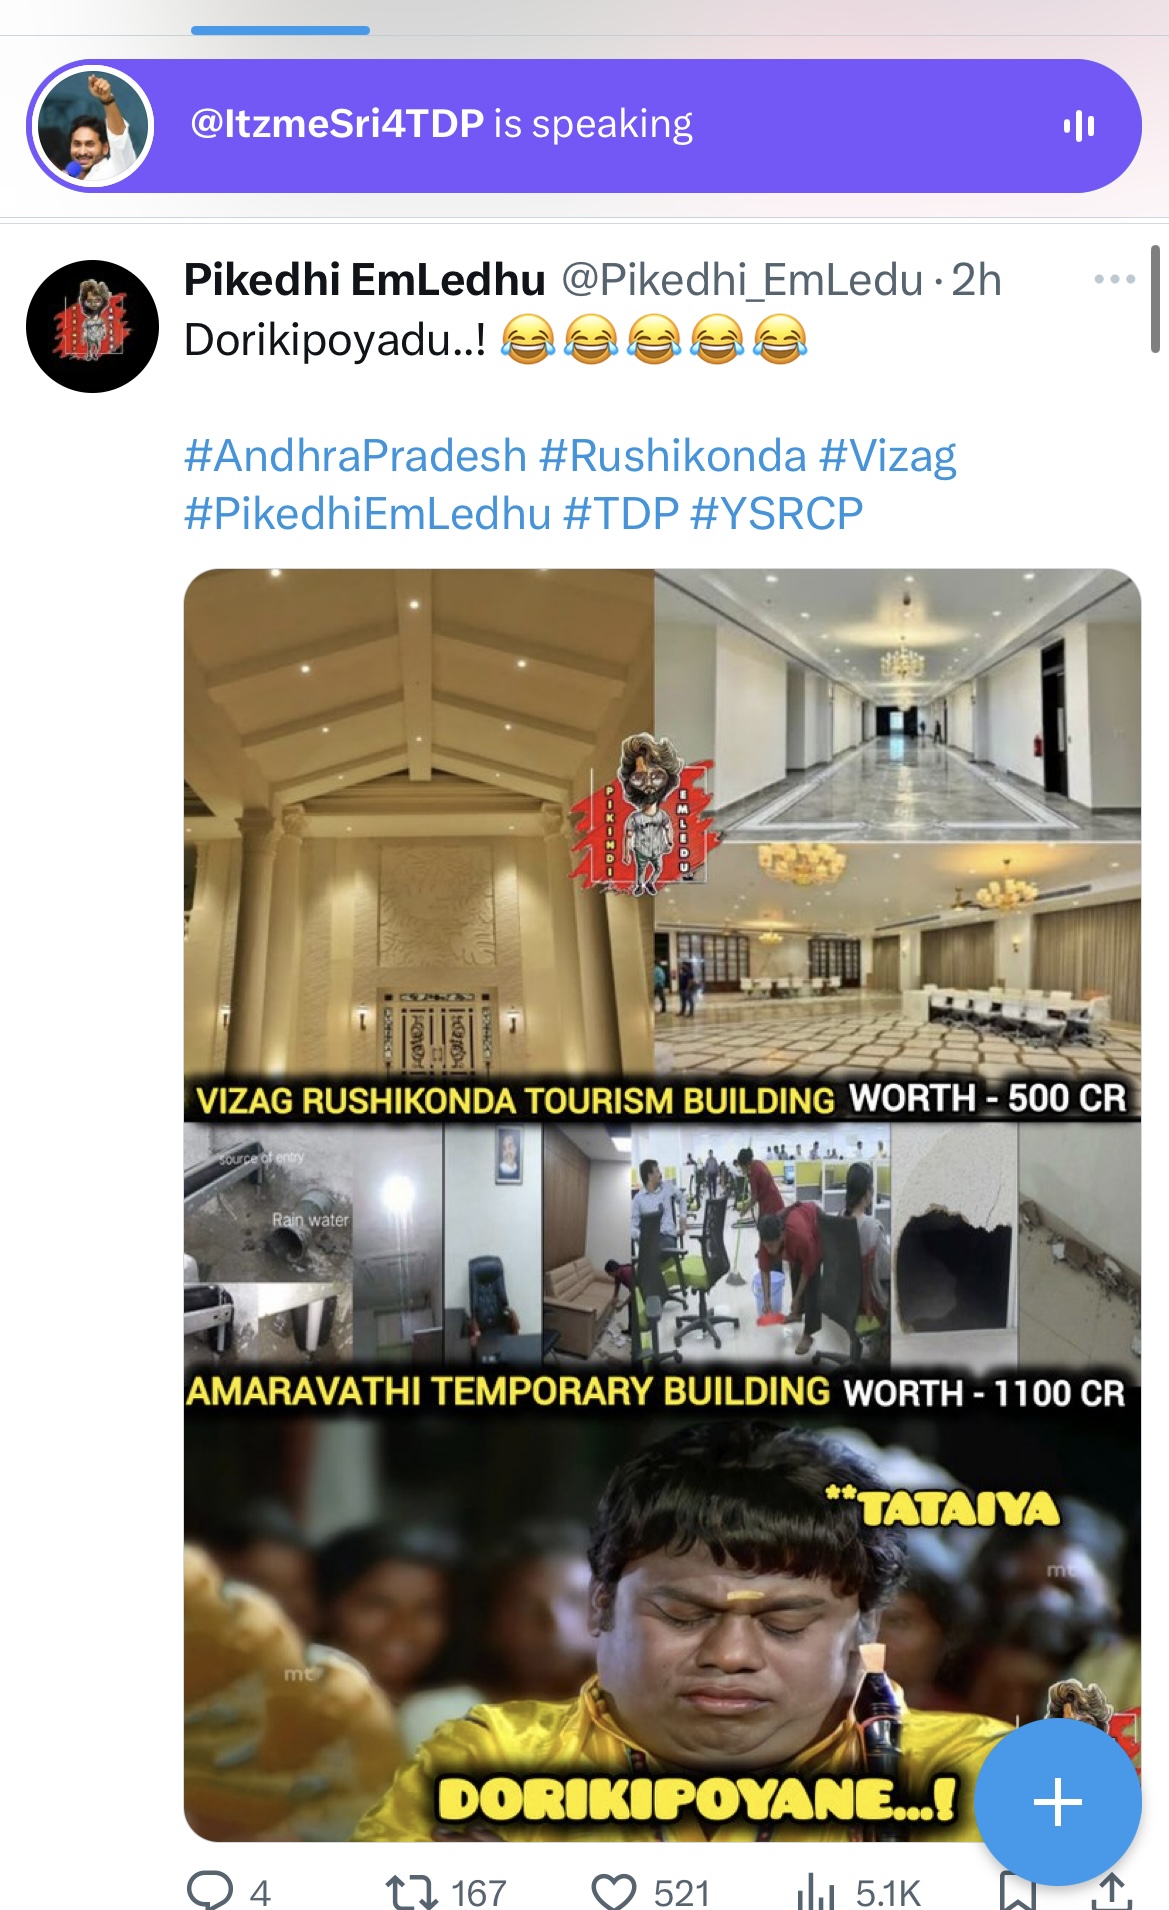 @ItzmeSri4TDP is speaking
Pikedhi EmLedhu @Pikedhi_EmLedu · 2h
Dorikipoyadu..! 😂😂😂😂😂
#AndhraPradesh #Rushikonda #Vizag
#PikedhiEmLedhu #TDP #YSRCP
PIKINDI
EMLEDU
VIZAG RUSHIKONDA TOURISM BUILDING WORTH - 500 CR
source of entry
Rain water
AMARAVATHI TEMPORARY BUILDING WORTH - 1100 CR
**TATAIYA
mt
mt
DORIKIPOYANE...!
4 167 521 5.1K